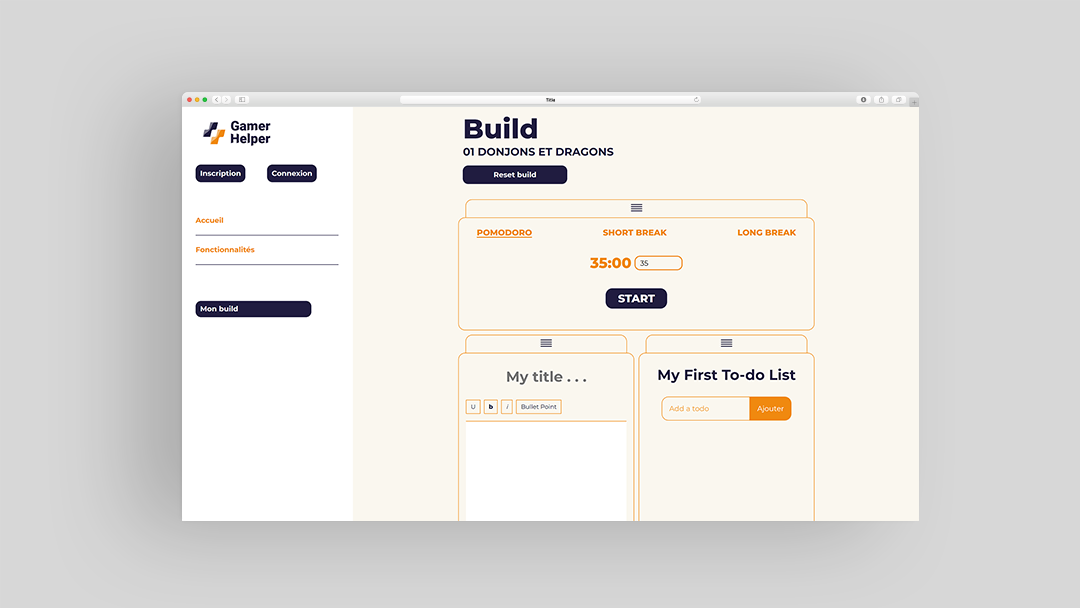 Title
Gamer
Helper
Inscription
Connexion
Accueil
Fonctionnalités
Mon build
Build
01 DONJONS ET DRAGONS
Reset build
POMODORO
SHORT BREAK
LONG BREAK
35:00
35
START
My title . . .
U
b
i
Bullet Point
My First To-do List
Add a todo
Ajouter